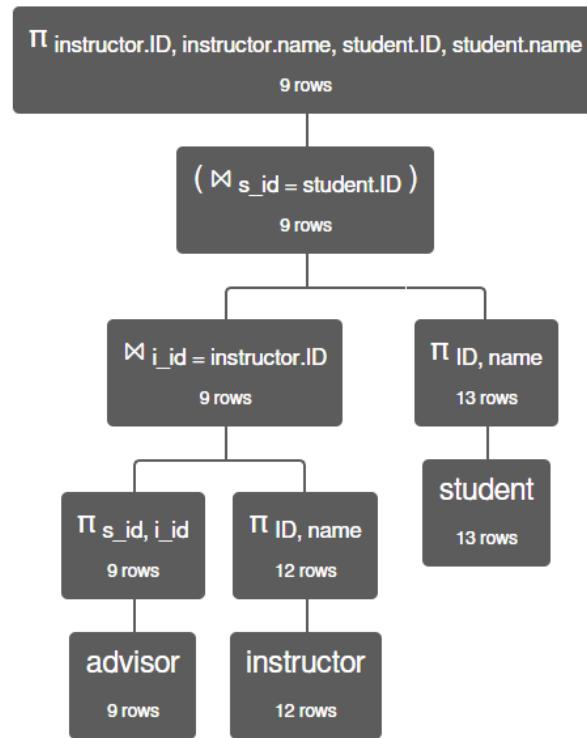 π instructor.ID, instructor.name, student.ID, student.name
9 rows
( ⋈ s_id = student.ID )
9 rows
⋈ i_id = instructor.ID
9 rows
π ID, name
13 rows
π s_id, i_id
9 rows
π ID, name
12 rows
student
13 rows
advisor
9 rows
instructor
12 rows